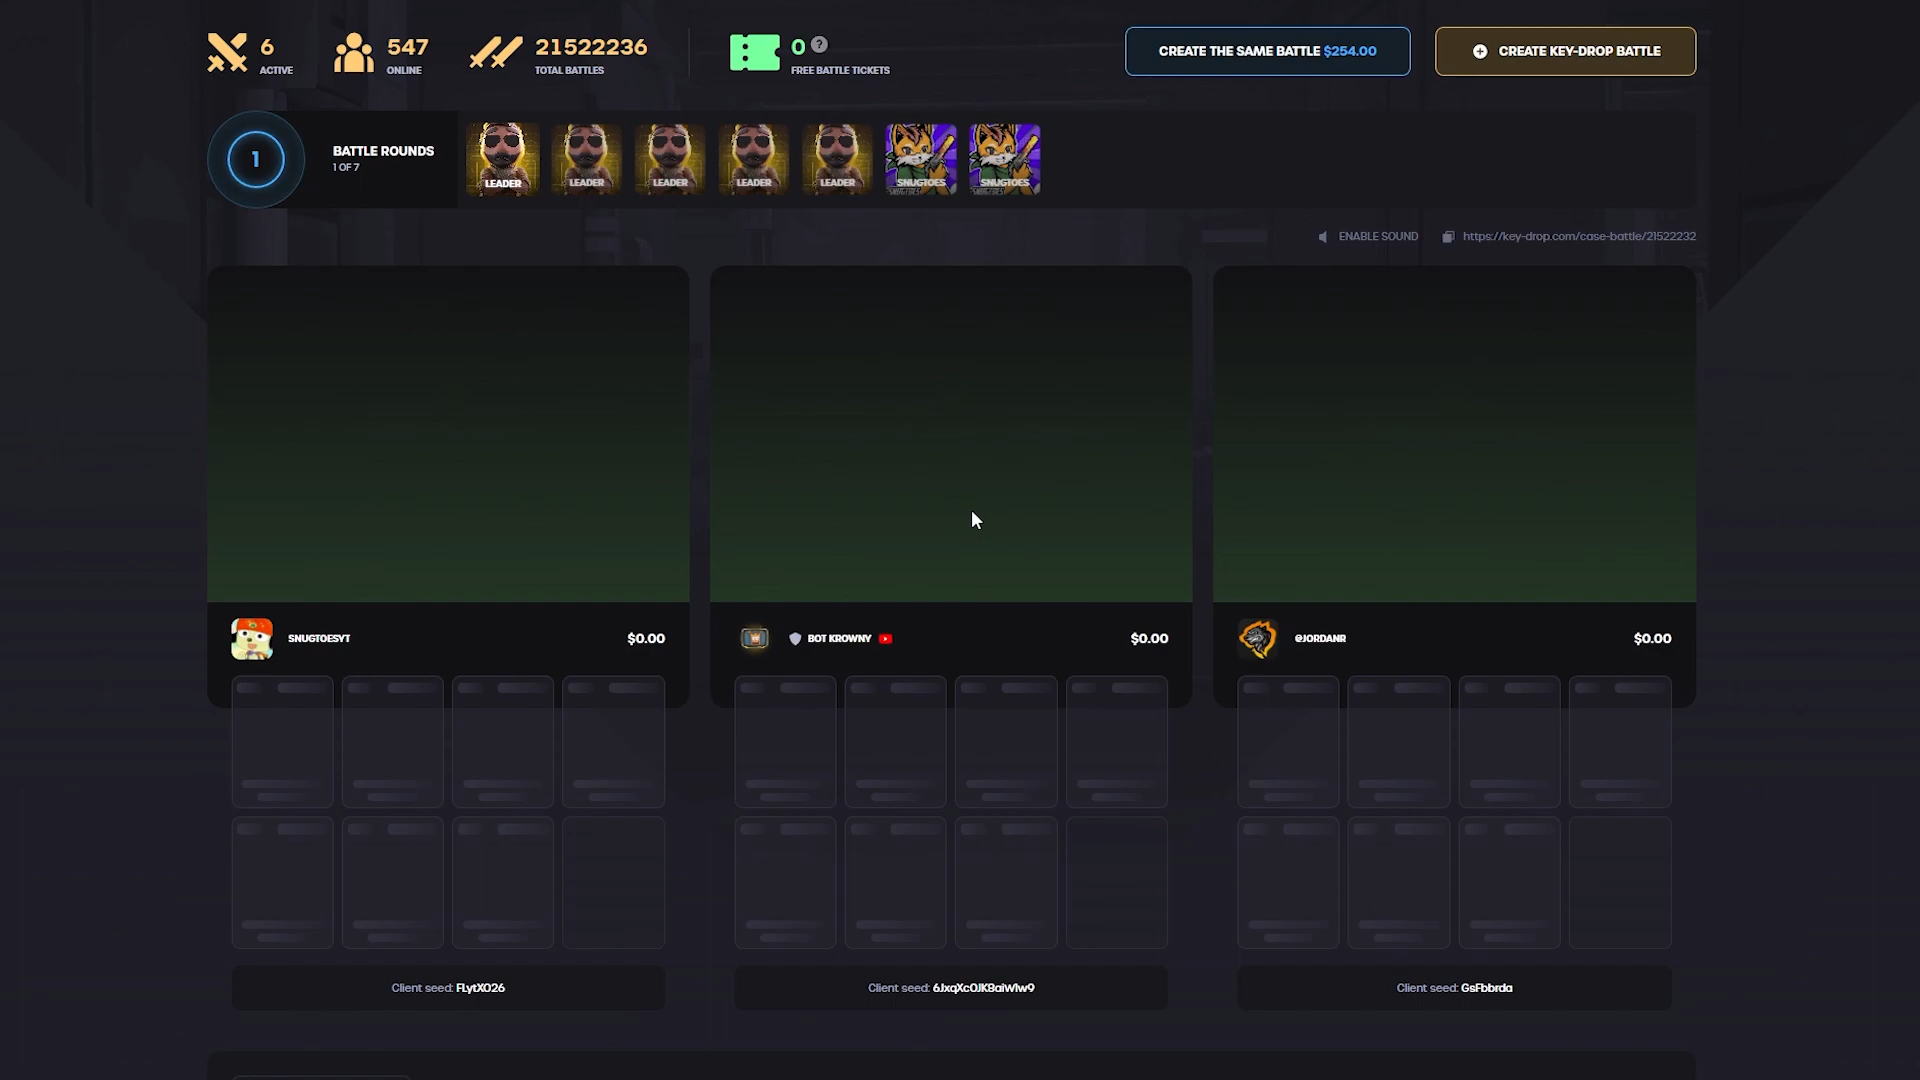 6
ACTIVE
547
ONLINE
21522236
TOTAL BATTLES
0 ?
FREE BATTLE TICKETS
CREATE THE SAME BATTLE $254.00
CREATE KEY-DROP BATTLE
1
BATTLE ROUNDS
1 OF 7
LEADER
LEADER
LEADER
LEADER
LEADER
SNUGTOES
SNUGTOES
ENABLE SOUND
https://key-drop.com/case-battle/21522232
SNUGTOESYT
$0.00
BOT KROWNY
$0.00
@JORDANR
$0.00
Client seed: FLytXO26
Client seed: 6JxqXcOJK8aiWlw9
Client seed: GsFbbrda